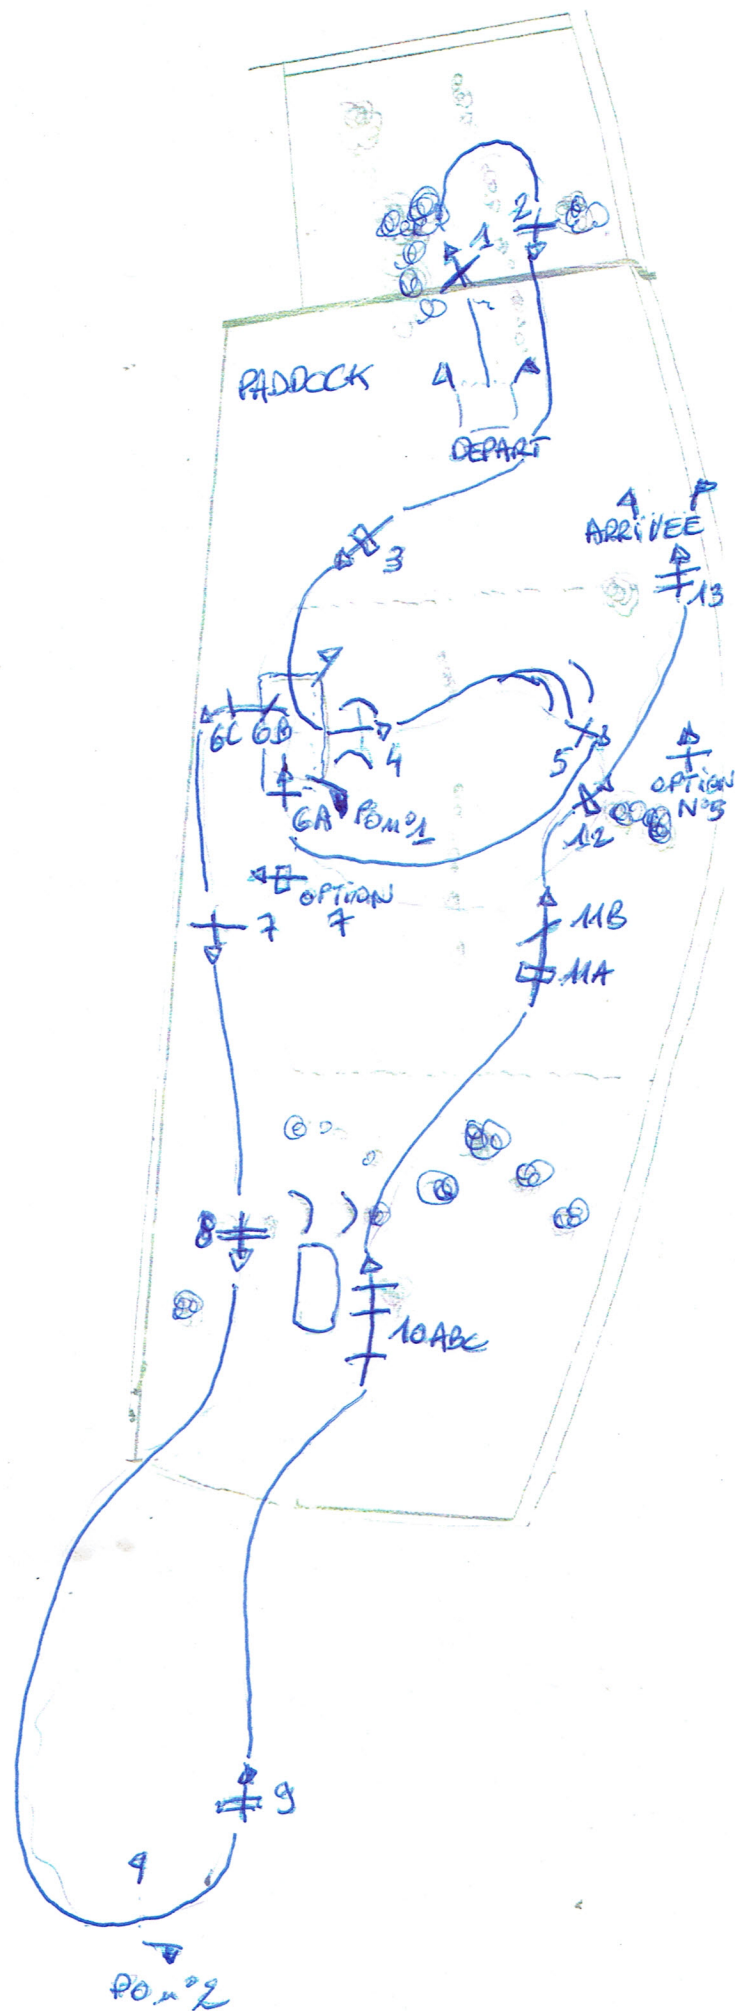 2
1
PADDOCK
DEPART
ARRIVEE
3
13
6C 6B
4
5
OPTION
N°5
6A PO n°1
12
OPTION
7
7
11B
11A
8
10ABC
9
PO n°2